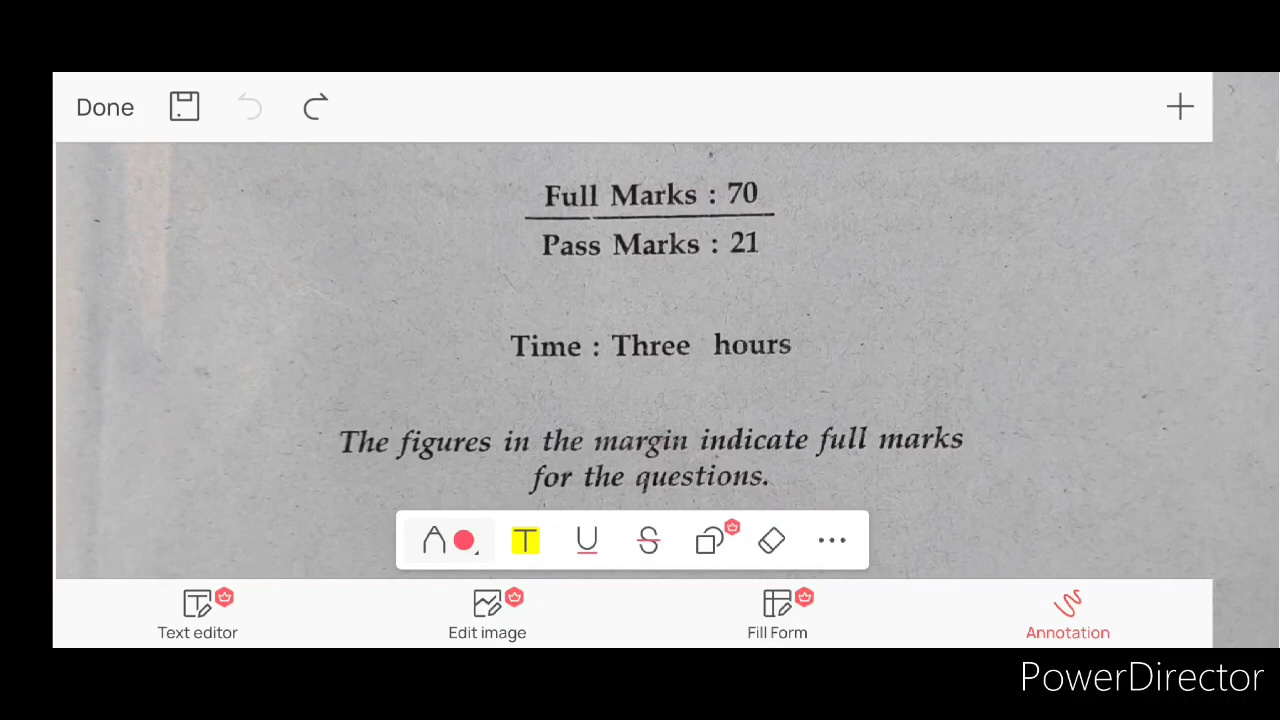 Done
Full Marks : 70
Pass Marks : 21
Time : Three hours
The figures in the margin indicate full marks
for the questions.
T U S
Text editor
Edit image
Fill Form
Annotation
PowerDirector